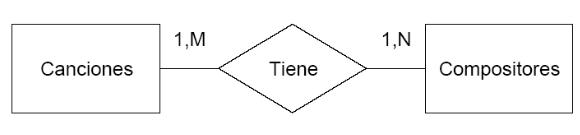 1,M
1,N
Canciones
Tiene
Compositores